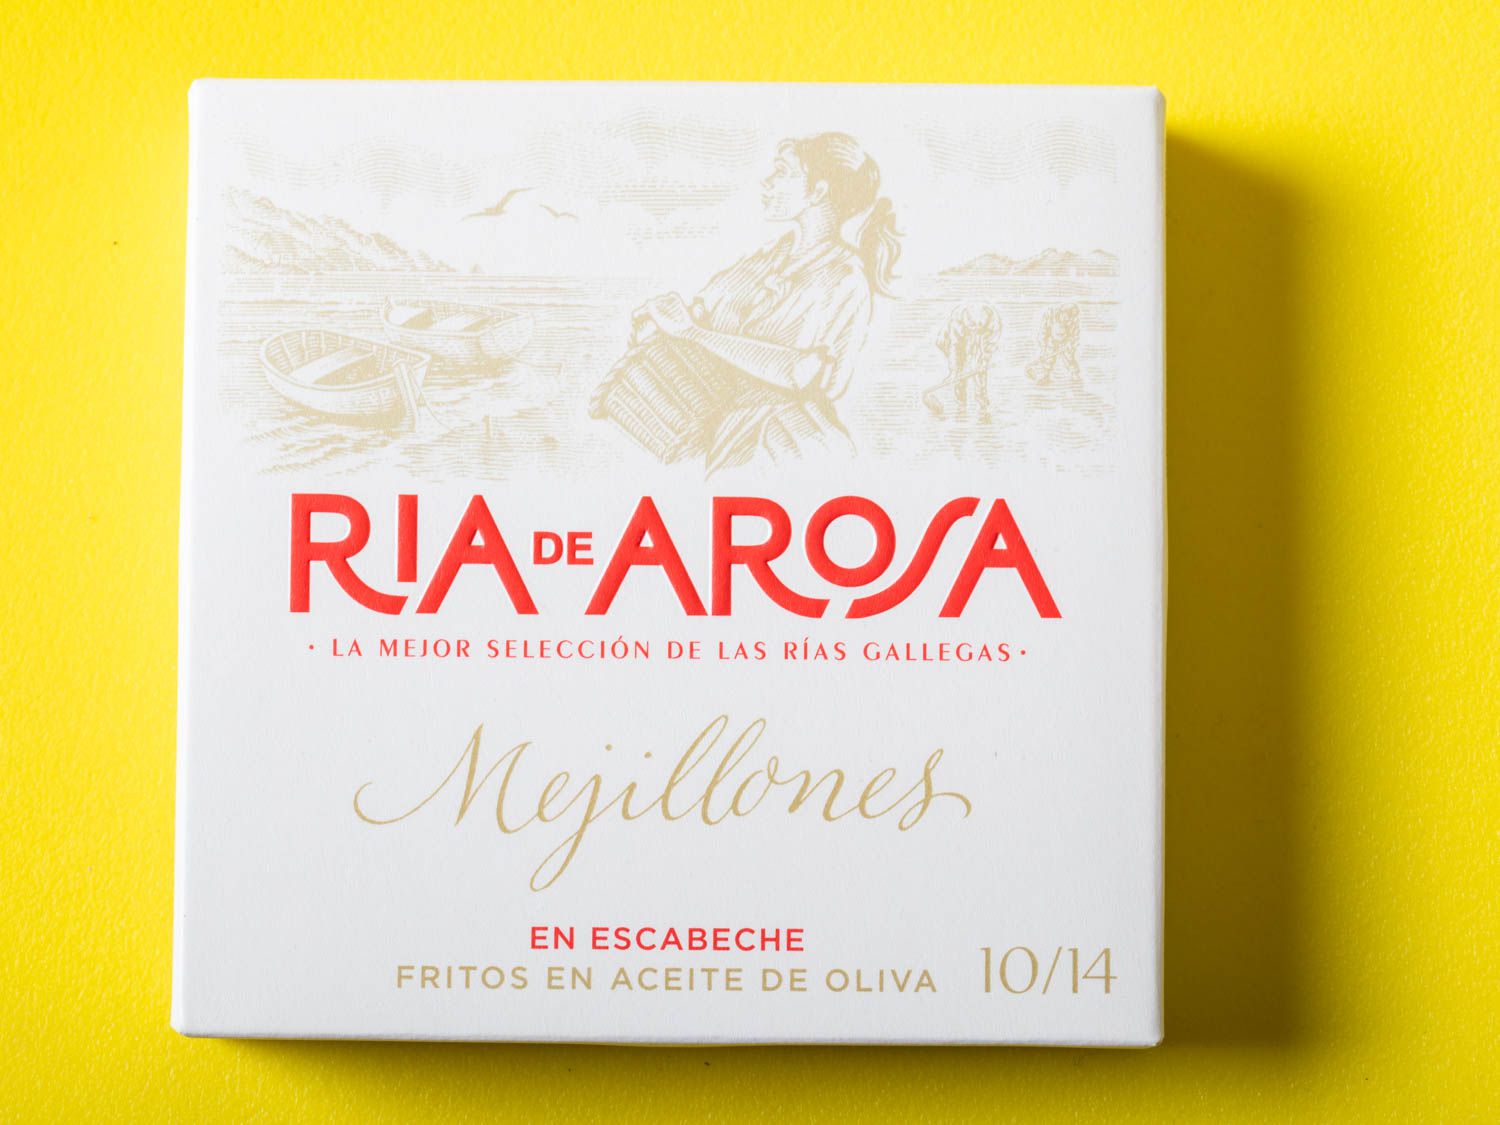 RIA DE AROSA
· LA MEJOR SELECCIÓN DE LAS RÍAS GALLEGAS ·
Mejillones
EN ESCABECHE
FRITOS EN ACEITE DE OLIVA 10/14